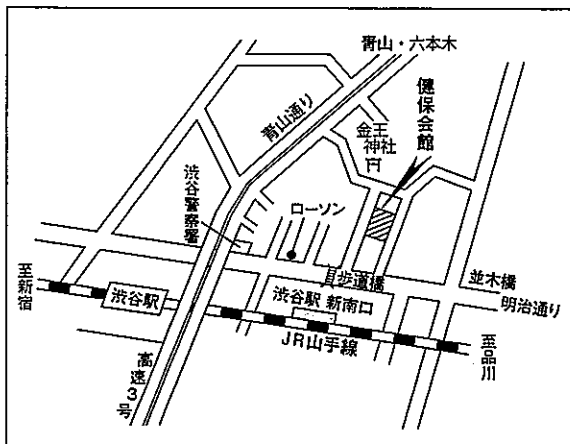 青山・六本木
健保会館
青山通り
金王
神社
渋谷警察署
ローソン
歩道橋
並木橋
明治通り
至新宿
渋谷駅
渋谷駅 新南口
JR山手線
至品川
高速3号